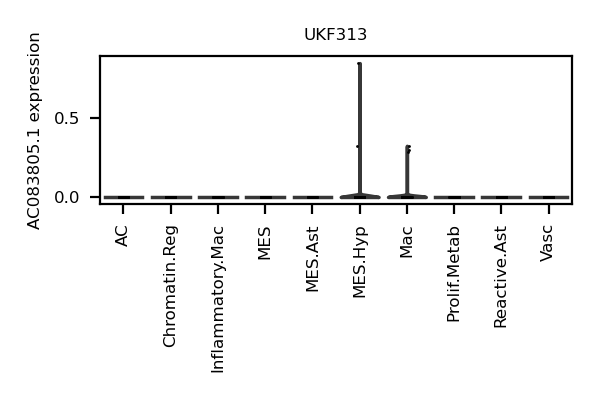 UKF313
AC083805.1 expression
0.5
0.0
AC
Chromatin.Reg
Inflammatory.Mac
MES
MES.Ast
MES.Hyp
Mac
Prolif.Metab
Reactive.Ast
Vasc